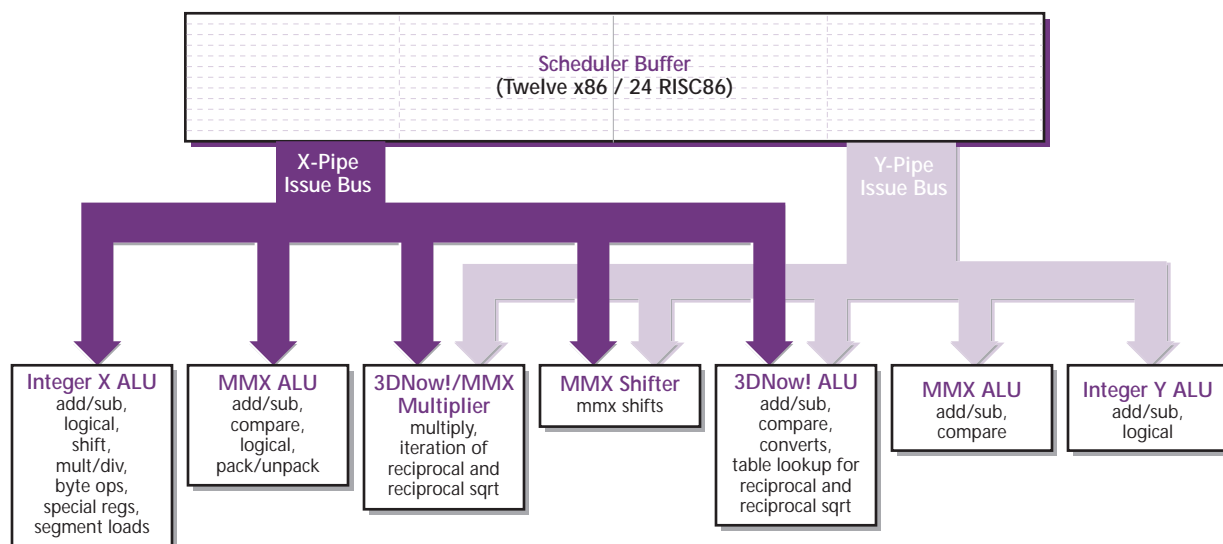 Scheduler Buffer
(Twelve x86 / 24 RISC86)
X-Pipe
Issue Bus
Y-Pipe
Issue Bus
Integer X ALU
add/sub,
logical,
shift,
mult/div,
byte ops,
special regs,
segment loads
MMX ALU
add/sub,
compare,
logical,
pack/unpack
3DNow!/MMX
Multiplier
multiply,
iteration of
reciprocal and
reciprocal sqrt
MMX Shifter
mmx shifts
3DNow! ALU
add/sub,
compare,
converts,
table lookup for
reciprocal and
reciprocal sqrt
MMX ALU
add/sub,
compare
Integer Y ALU
add/sub,
logical